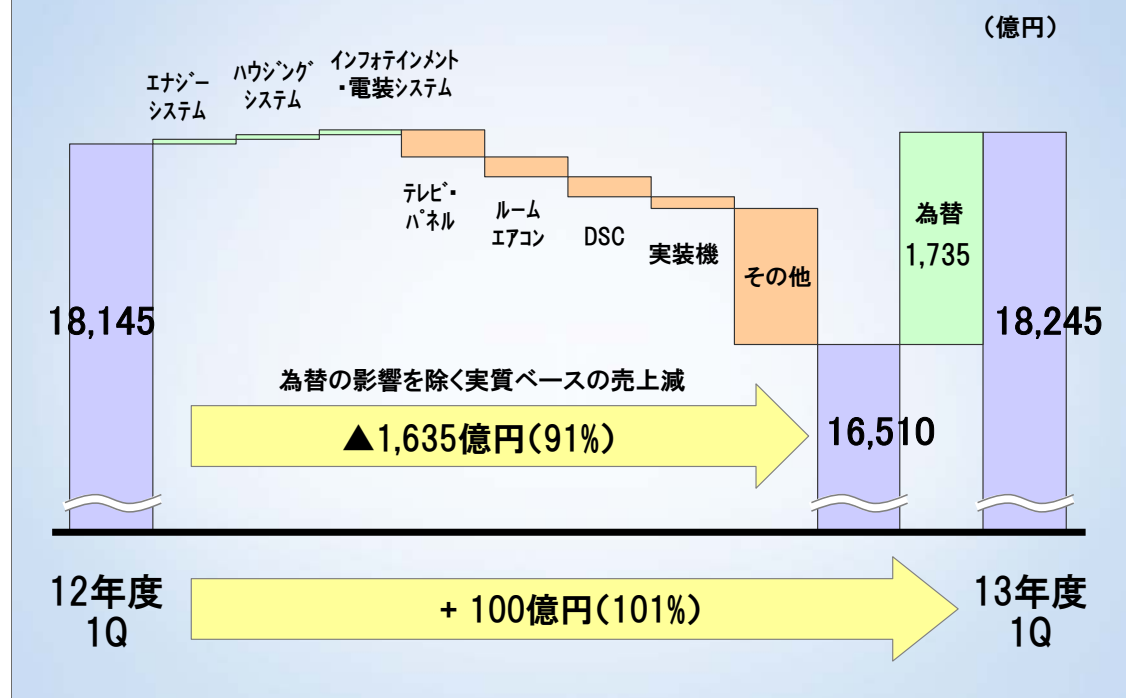 (億円)
ｴﾅｼﾞｰ
ｼｽﾃﾑ
ﾊｳｼﾞﾝｸﾞ
ｼｽﾃﾑ
ｲﾝﾌｫﾃｲﾝﾒﾝﾄ
・電装ｼｽﾃﾑ
ﾃﾚﾋﾞ・
ﾊﾟﾈﾙ
ﾙｰﾑ
ｴｱｺﾝ
DSC
実装機
その他
為替
1,735
18,145
18,245
為替の影響を除く実質ベースの売上減
▲1,635億円(91%)
16,510
12年度
1Q
+ 100億円(101%)
13年度
1Q